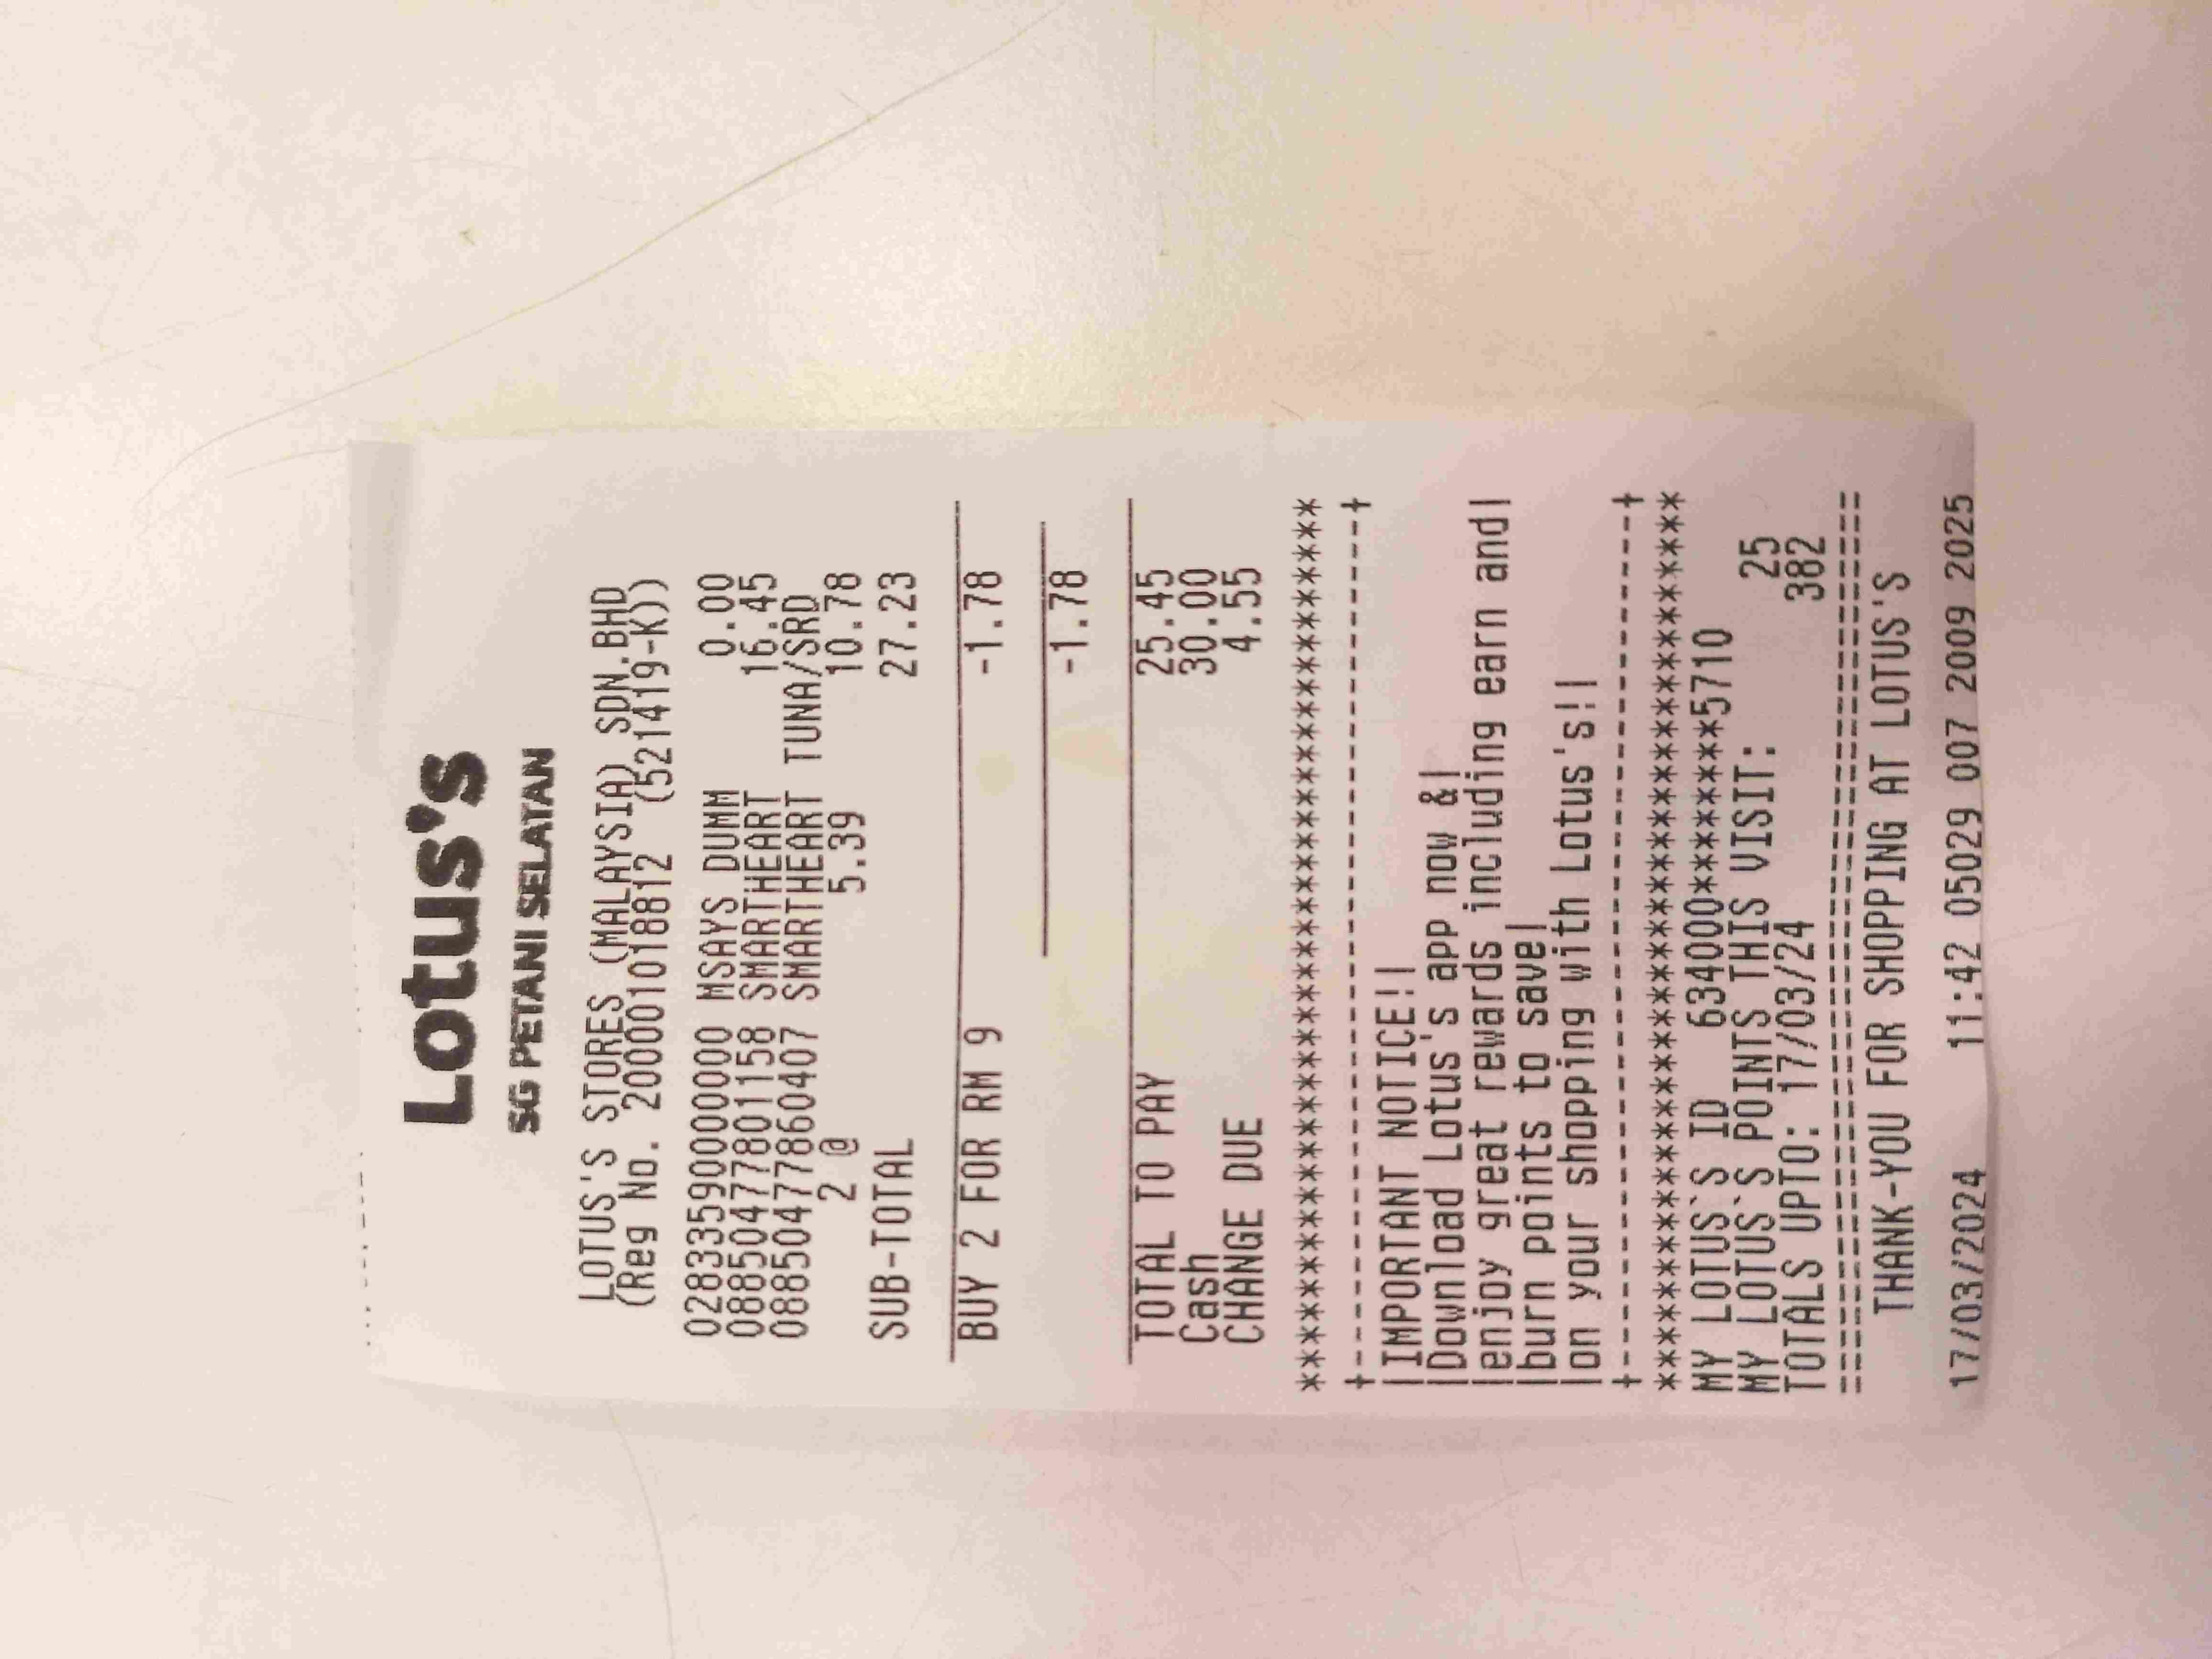 Lotus's
SG PETANI SELATAN
LOTUS'S STORES (MALAYSIA) SDN.BHD
(Reg No. 200001018812 (521419-K))
0283359000000000 MSAYS DUMM 0.00
08850477801158 SMARTHEART 16.45
08850477860407 SMARTHEART TUNA/SRD
2 @ 5.39 10.78
SUB-TOTAL 27.23
BUY 2 FOR RM 9 -1.78
-1.78
TOTAL TO PAY 25.45
Cash 30.00
CHANGE DUE 4.55
******************************************
+----------------------------------------+
|IMPORTANT NOTICE!|
|Download Lotus's app now &|
|enjoy great rewards including earn and|
|burn points to save|
|on your shopping with Lotus's!|
+----------------------------------------+
******************************************
MY LOTUS`S ID 634000********5710
MY LOTUS`S POINTS THIS VISIT: 25
TOTALS UPTO: 17/03/24 382
==========================================
THANK-YOU FOR SHOPPING AT LOTUS'S
17/03/2024 11:42 05029 007 2009 2025